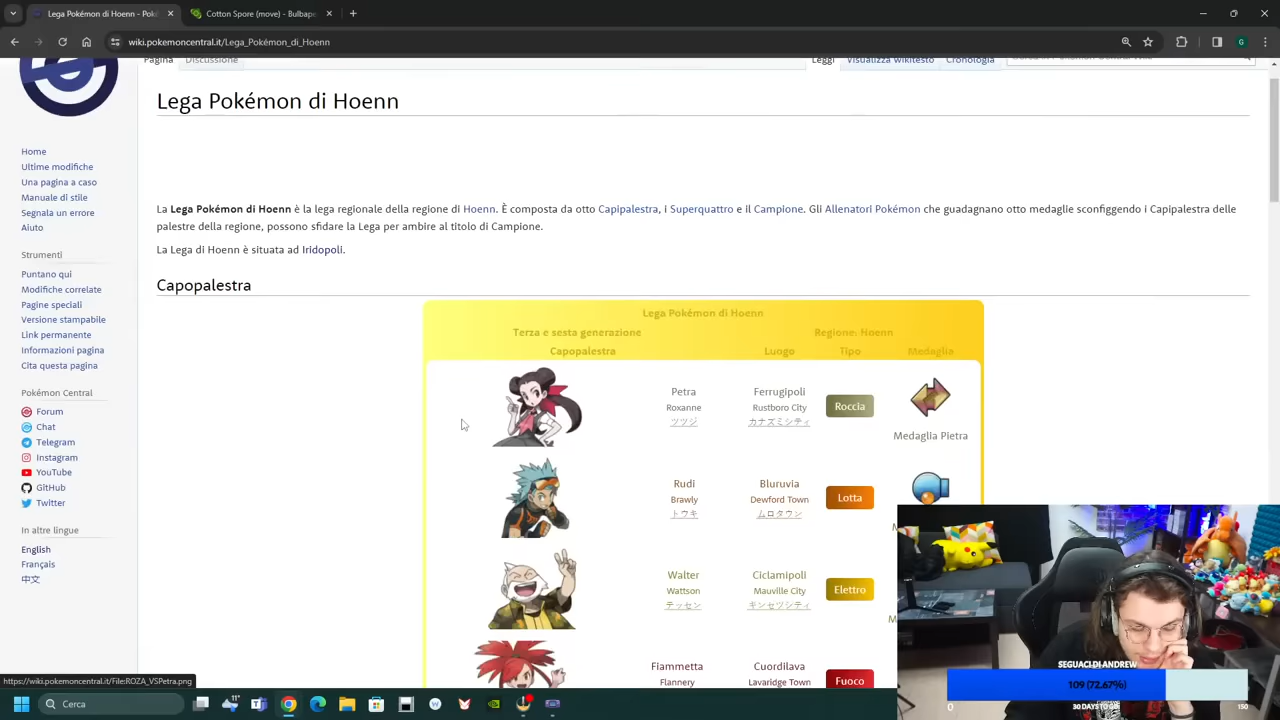 Lega Pokémon di Hoenn - Pok
Cotton Spore (move) - Bulbape
wiki.pokemoncentral.it/Lega_Pokémon_di_Hoenn
Pagina Discussione Leggi Visualizza wikitesto Cronologia
Lega Pokémon di Hoenn
Home
Ultime modifiche
Una pagina a caso
Manuale di stile
Segnala un errore
Aiuto
Strumenti
Puntano qui
Modifiche correlate
Pagine speciali
Versione stampabile
Link permanente
Informazioni pagina
Cita questa pagina
Pokémon Central
Forum
Chat
Telegram
Instagram
YouTube
GitHub
Twitter
In altre lingue
English
Français
中文
La Lega Pokémon di Hoenn è la lega regionale della regione di Hoenn. È composta da otto Capipalestra, i Superquattro e il Campione. Gli Allenatori Pokémon che guadagnano otto medaglie sconfiggendo i Capipalestra delle
palestre della regione, possono sfidare la Lega per ambire al titolo di Campione.
La Lega di Hoenn è situata ad Iridopoli.
Capopalestra
Lega Pokémon di Hoenn
Terza e sesta generazione Regione: Hoenn
Capopalestra Luogo Tipo Medaglia
Petra Ferrugipoli
Roxanne Rustboro City Roccia
ツツジ カナズミシティ
Medaglia Pietra
Rudi Bluruvia
Brawly Dewford Town Lotta
トウキ ムロタウン
Walter Ciclamipoli
Wattson Mauville City Elettro
テッセン キンセツシティ
Fiammetta Cuordilava
Flannery Lavaridge Town Fuoco
https://wiki.pokemoncentral.it/File:ROZA_VSPetra.png
Cerca
11°
SEGUACI DI ANDREW
109 (72.67%)
0 30 DAYS TO GO 150